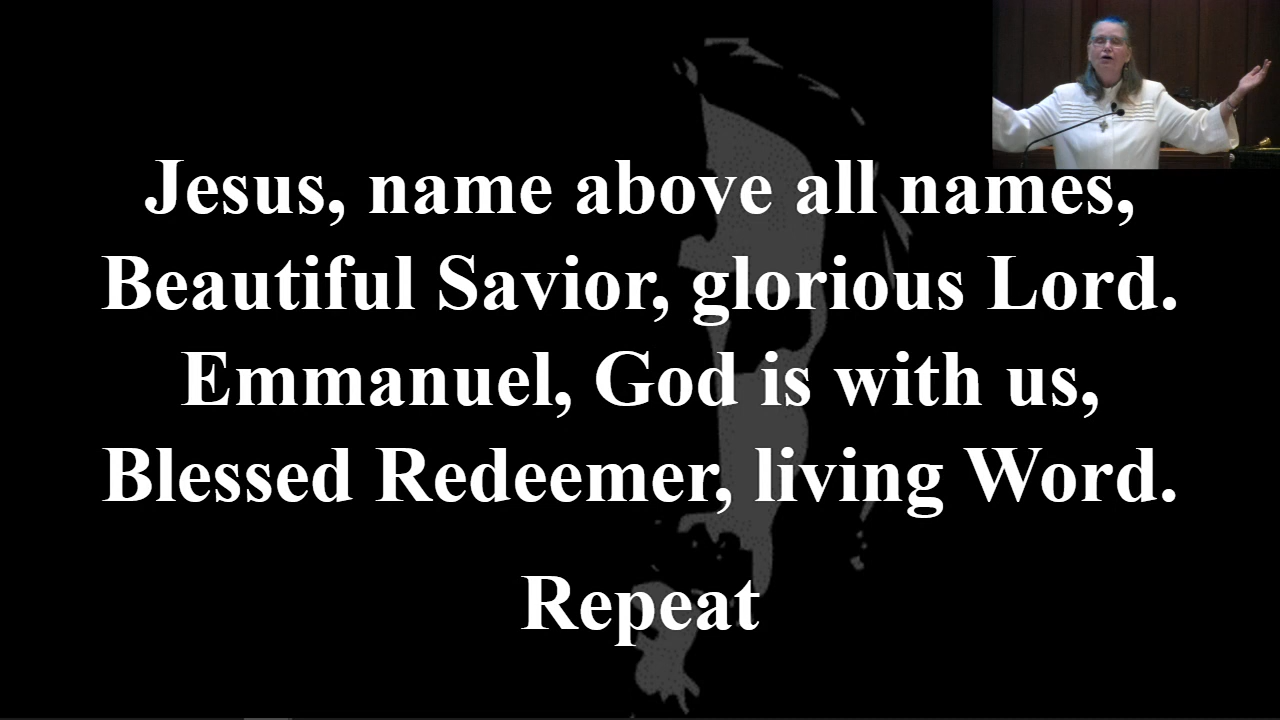 Jesus, name above all names,
Beautiful Savior, glorious Lord.
Emmanuel, God is with us,
Blessed Redeemer, living Word.
Repeat